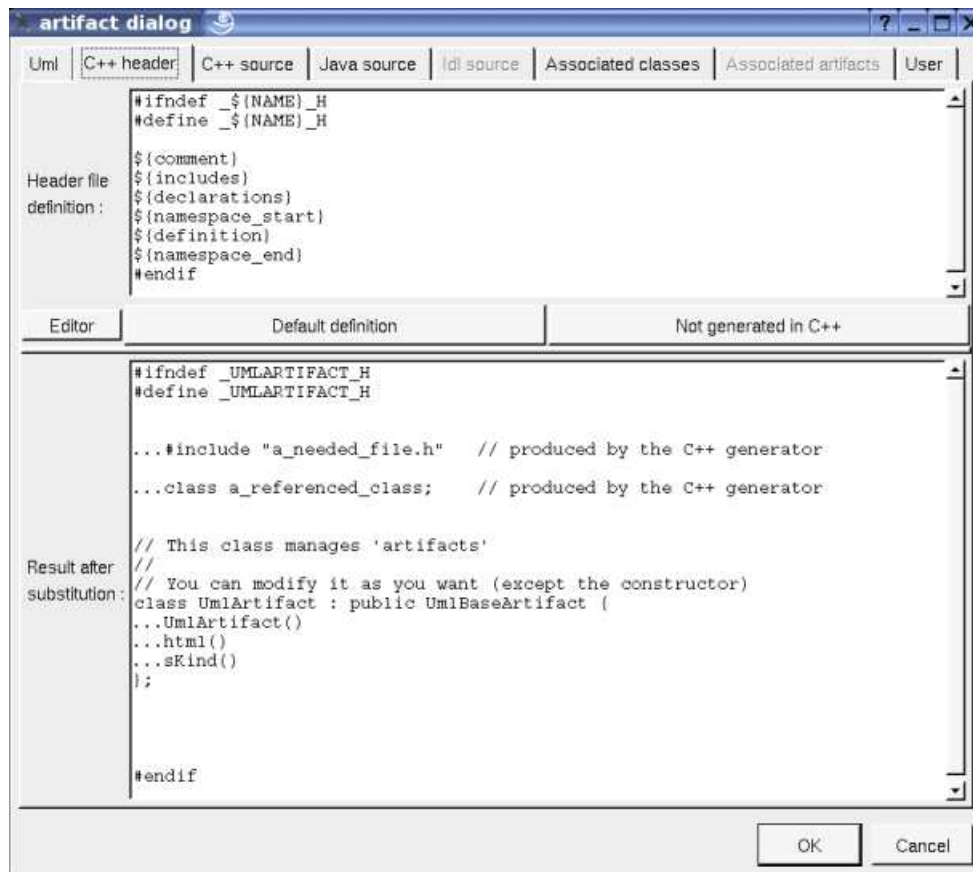 artifact dialog
?
Uml C++ header C++ source Java source Idl source Associated classes Associated artifacts User
Header file
definition :
#ifndef _${NAME}_H
#define _${NAME}_H
${comment}
${includes}
${declarations}
${namespace_start}
${definition}
${namespace_end}
#endif
Editor Default definition Not generated in C++
Result after
substitution :
#ifndef _UMLARTIFACT_H
#define _UMLARTIFACT_H
...#include "a_needed_file.h" // produced by the C++ generator
...class a_referenced_class; // produced by the C++ generator
// This class manages 'artifacts'
//
// You can modify it as you want (except the constructor)
class UmlArtifact : public UmlBaseArtifact {
...UmlArtifact()
...html()
...sKind()
};
#endif
OK Cancel